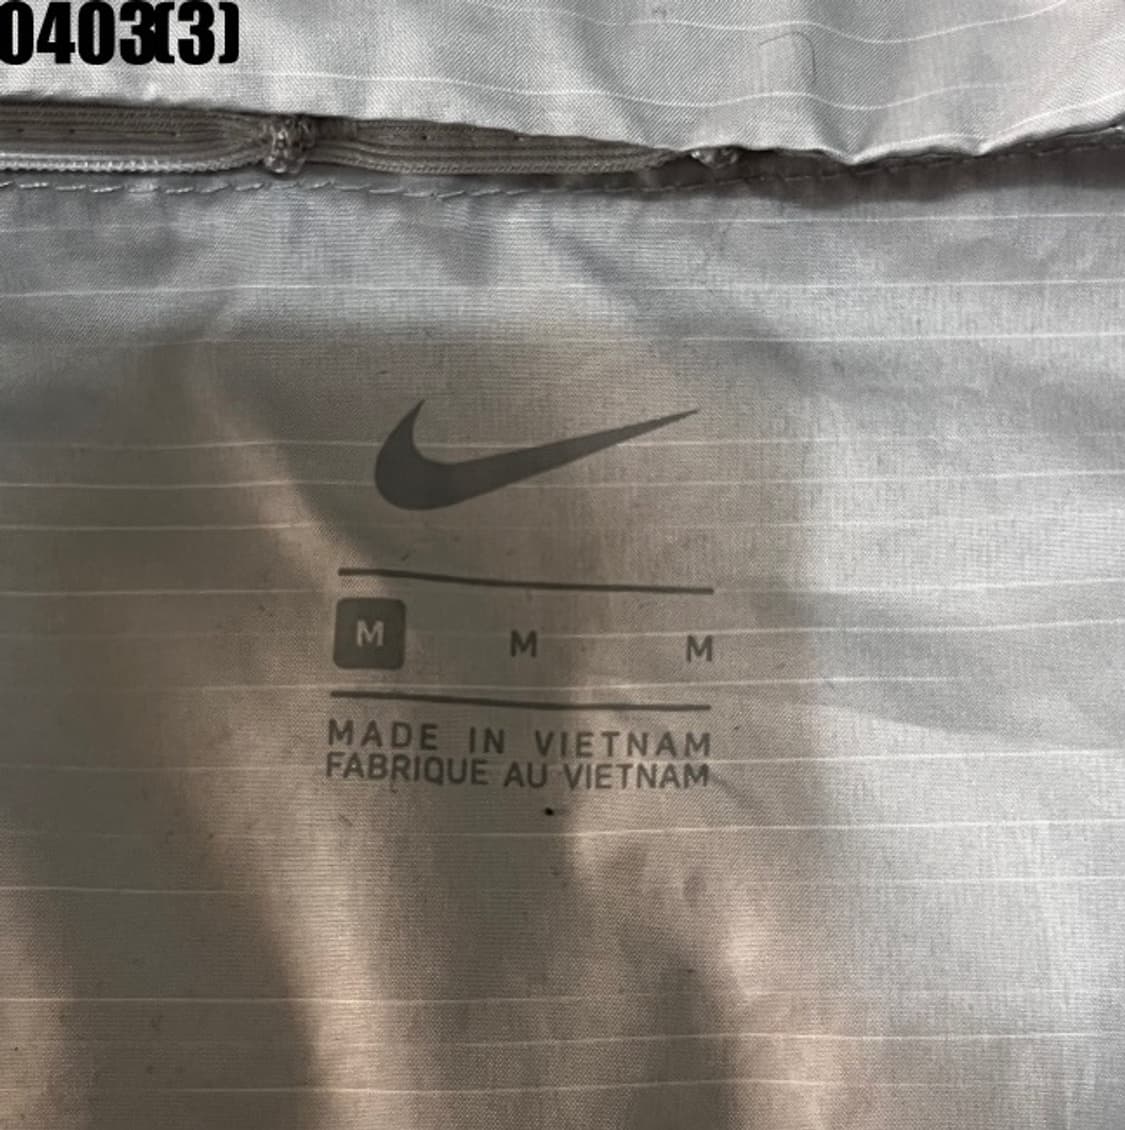 0403(3)
M M M
MADE IN VIETNAM
FABRIQUE AU VIETNAM